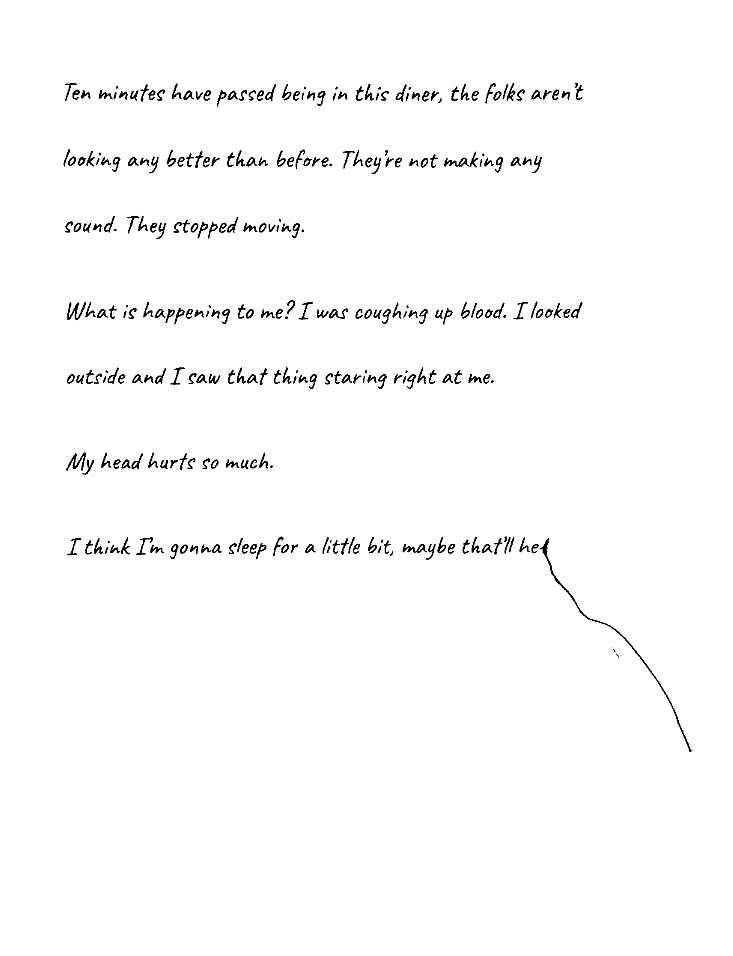 Ten minutes have passed being in this diner, the folks aren't
looking any better than before. They're not making any
sound. They stopped moving.
What is happening to me? I was coughing up blood. I looked
outside and I saw that thing staring right at me.
My head hurts so much.
I think I'm gonna sleep for a little bit, maybe that'll hel